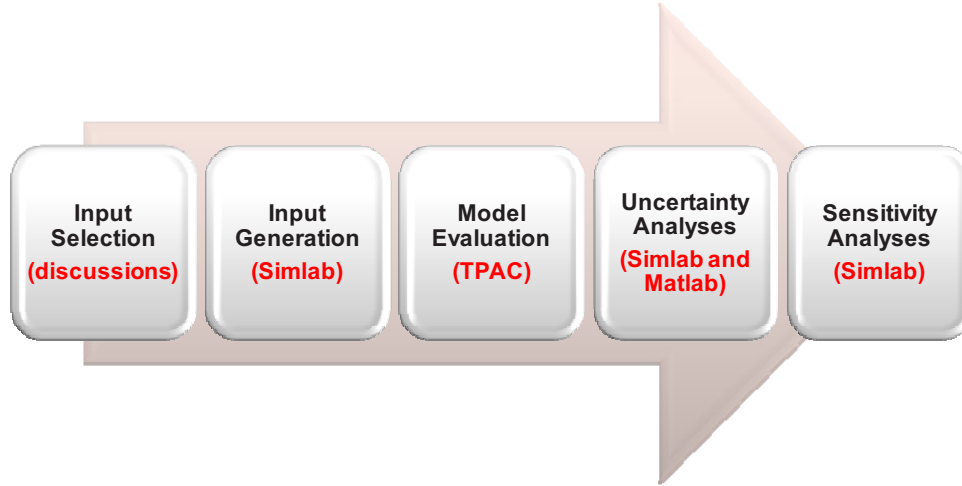 Input
Selection
(discussions)
Input
Generation
(Simlab)
Model
Evaluation
(TPAC)
Uncertainty
Analyses
(Simlab and
Matlab)
Sensitivity
Analyses
(Simlab)